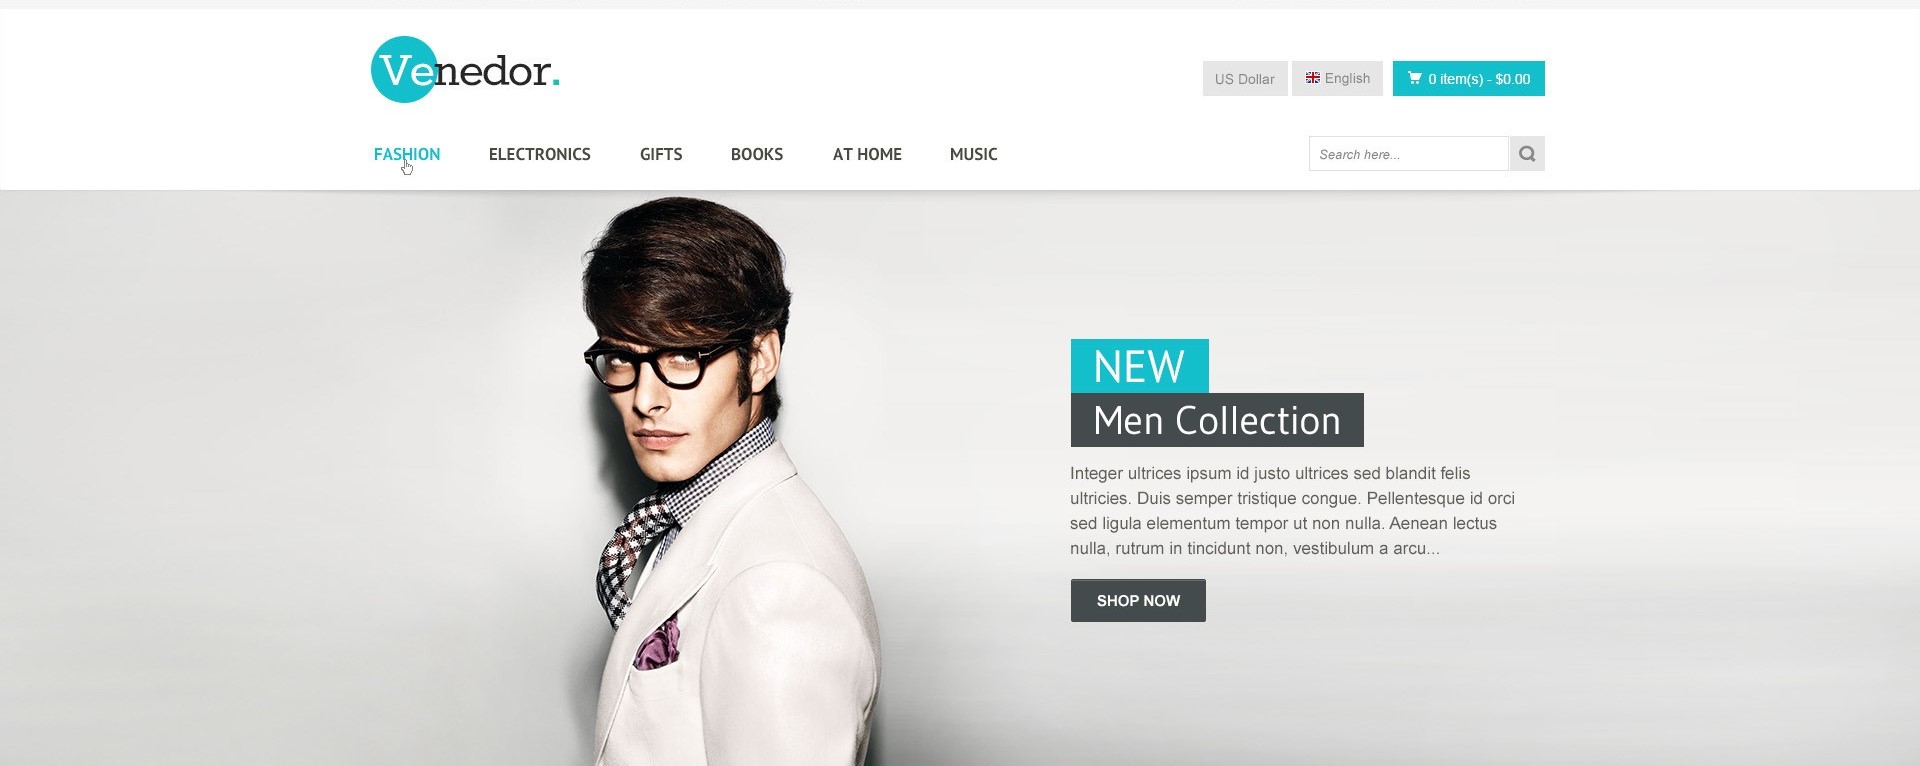 Venedor.
US Dollar
English
0 item(s) - $0.00
FASHION
ELECTRONICS
GIFTS
BOOKS
AT HOME
MUSIC
Search here...
NEW
Men Collection
Integer ultrices ipsum id justo ultrices sed blandit felis
ultricies. Duis semper tristique congue. Pellentesque id orci
sed ligula elementum tempor ut non nulla. Aenean lectus
nulla, rutrum in tincidunt non, vestibulum a arcu...
SHOP NOW